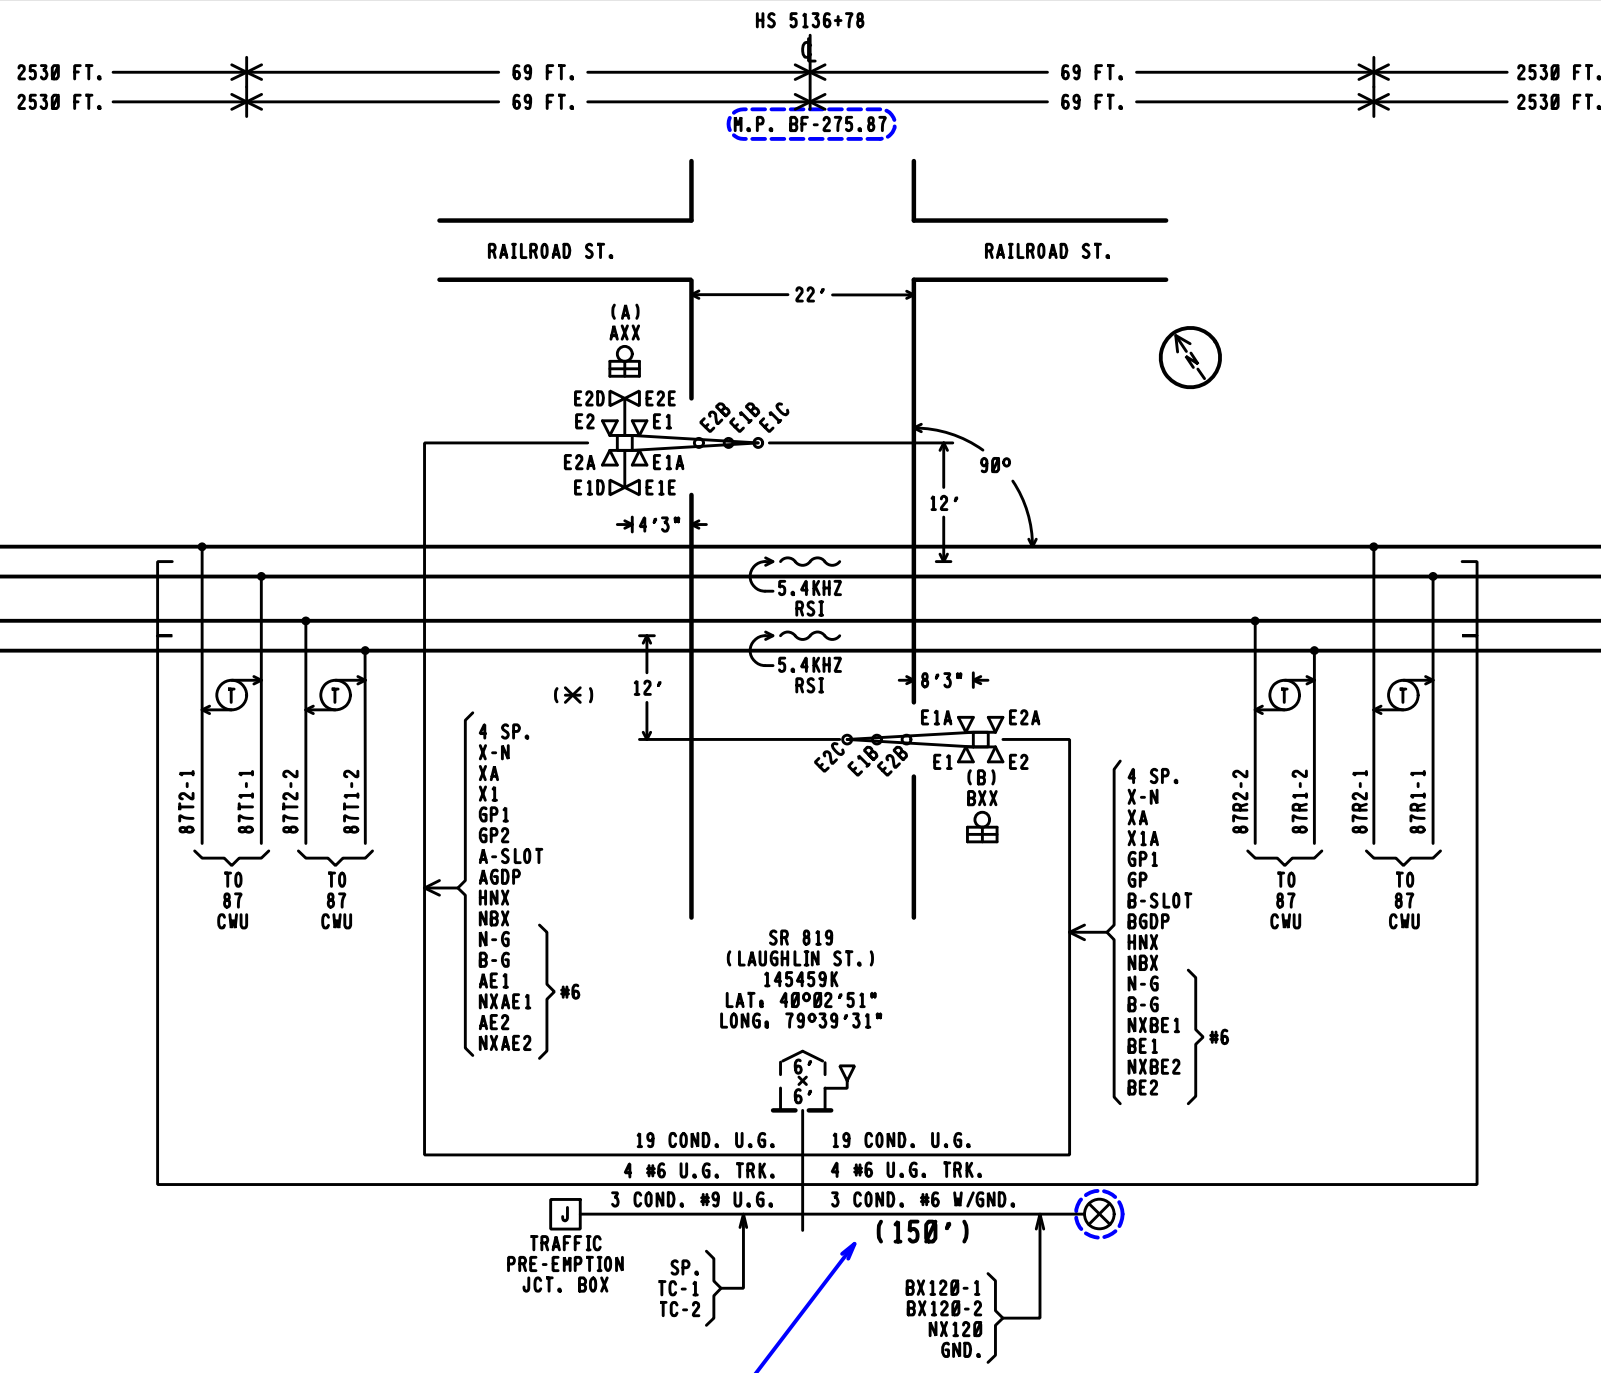 HS 5136+78
2530 FT. 69 FT. 69 FT. 2530 FT.
2530 FT. 69 FT. 69 FT. 2530 FT.
M.P. BF-275.87
RAILROAD ST. RAILROAD ST.
22'
(A)
AXX
E2D E2E
E2 E1
E2B E1B E1C
E2A E1A
E1D E1E
4'3"
90°
12'
N
5.4KHZ
RSI
5.4KHZ
RSI
12'
8'3"
E1A E2A
E2C E1B E2B
E1 E2
(B)
BXX
T T T T
87T2-1 87T1-1 87T2-2 87T1-2
TO
87
CWU
TO
87
CWU
4 SP.
X-N
XA
X1
GP1
GP2
A-SLOT
AGDP
HNX
NBX
N-G
B-G
AE1
NXAE1
AE2
NXAE2
#6
4 SP.
X-N
XA
X1A
GP1
GP
B-SLOT
BGDP
HNX
NBX
N-G
B-G
NXBE1
BE1
NXBE2
BE2
#6
87R2-2 87R1-2 87R2-1 87R1-1
TO
87
CWU
TO
87
CWU
SR 819
(LAUGHLIN ST.)
145459K
LAT. 40°02'51"
LONG. 79°39'31"
6'
X
6'
19 COND. U.G. 19 COND. U.G.
4 #6 U.G. TRK. 4 #6 U.G. TRK.
3 COND. #9 U.G. 3 COND. #6 W/GND.
(150')
J
TRAFFIC
PRE-EMPTION
JCT. BOX
SP.
TC-1
TC-2
BX120-1
BX120-2
NX120
GND.